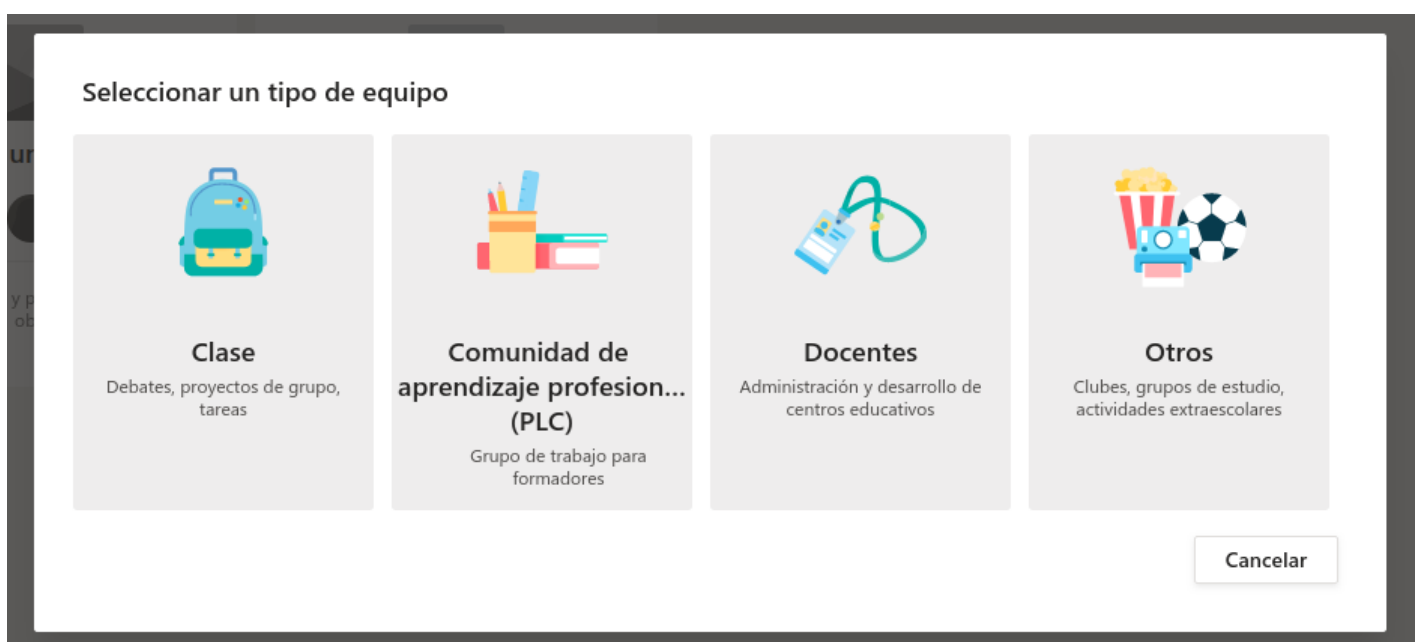 Seleccionar un tipo de equipo
Clase
Debates, proyectos de grupo,
tareas
Comunidad de
aprendizaje profesion...
(PLC)
Grupo de trabajo para
formadores
Docentes
Administración y desarrollo de
centros educativos
Otros
Clubes, grupos de estudio,
actividades extraescolares
Cancelar